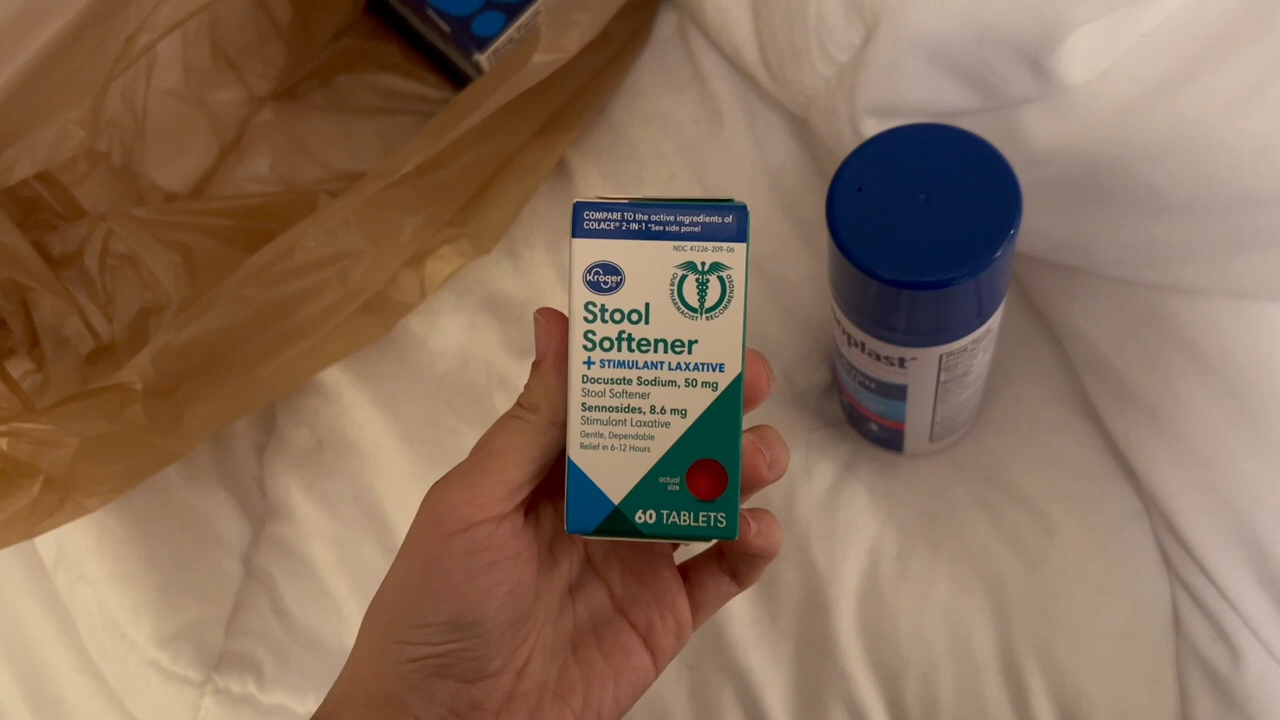 COMPARE TO the active ingredients of
COLACE® 2-IN-1 *See side panel
NDC 41226-209-06
Kroger
OUR PHARMACIST RECOMMENDED
Stool
Softener
+ STIMULANT LAXATIVE
Docusate Sodium, 50 mg
Stool Softener
Sennosides, 8.6 mg
Stimulant Laxative
Gentle, Dependable
Relief in 6-12 Hours
actual
size
60 TABLETS